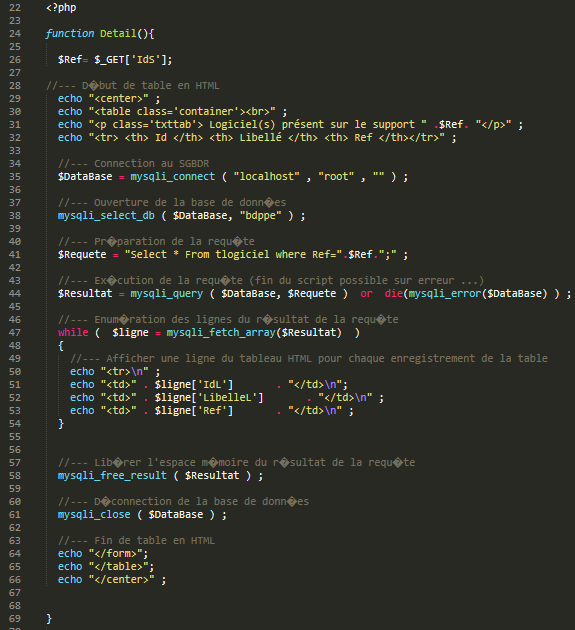 22 <?php
23
24 function Detail(){
25
26 $Ref= $_GET['IdS'];
27
28 //--- D�but de table en HTML
29 echo "<center>" ;
30 echo "<table class='container'><br>" ;
31 echo "<p class='txttab'> Logiciel(s) présent sur le support " .$Ref. "</p>" ;
32 echo "<tr> <th> Id </th> <th> Libellé </th> <th> Ref </th></tr>" ;
33
34 //--- Connection au SGBDR
35 $DataBase = mysqli_connect ( "localhost" , "root" , "" ) ;
36
37 //--- Ouverture de la base de donn�es
38 mysqli_select_db ( $DataBase, "bdppe" ) ;
39
40 //--- Pr�paration de la requ�te
41 $Requete = "Select * From tlogiciel where Ref=".$Ref.";" ;
42
43 //--- Ex�cution de la requ�te (fin du script possible sur erreur ...)
44 $Resultat = mysqli_query ( $DataBase, $Requete ) or die(mysqli_error($DataBase) ) ;
45
46 //--- Enum�ration des lignes du r�sultat de la requ�te
47 while ( $ligne = mysqli_fetch_array($Resultat) )
48 {
49 //--- Afficher une ligne du tableau HTML pour chaque enregistrement de la table
50 echo "<tr>\n" ;
51 echo "<td>" . $ligne['IdL'] . "</td>\n";
52 echo "<td>" . $ligne['LibelleL'] . "</td>\n" ;
53 echo "<td>" . $ligne['Ref'] . "</td>\n" ;
54 }
55
56
57 //--- Lib�rer l'espace m�moire du r�sultat de la requ�te
58 mysqli_free_result ( $Resultat ) ;
59
60 //--- D�connection de la base de donn�es
61 mysqli_close ( $DataBase ) ;
62
63 //--- Fin de table en HTML
64 echo "</form>";
65 echo "</table>";
66 echo "</center>" ;
67
68
69 }